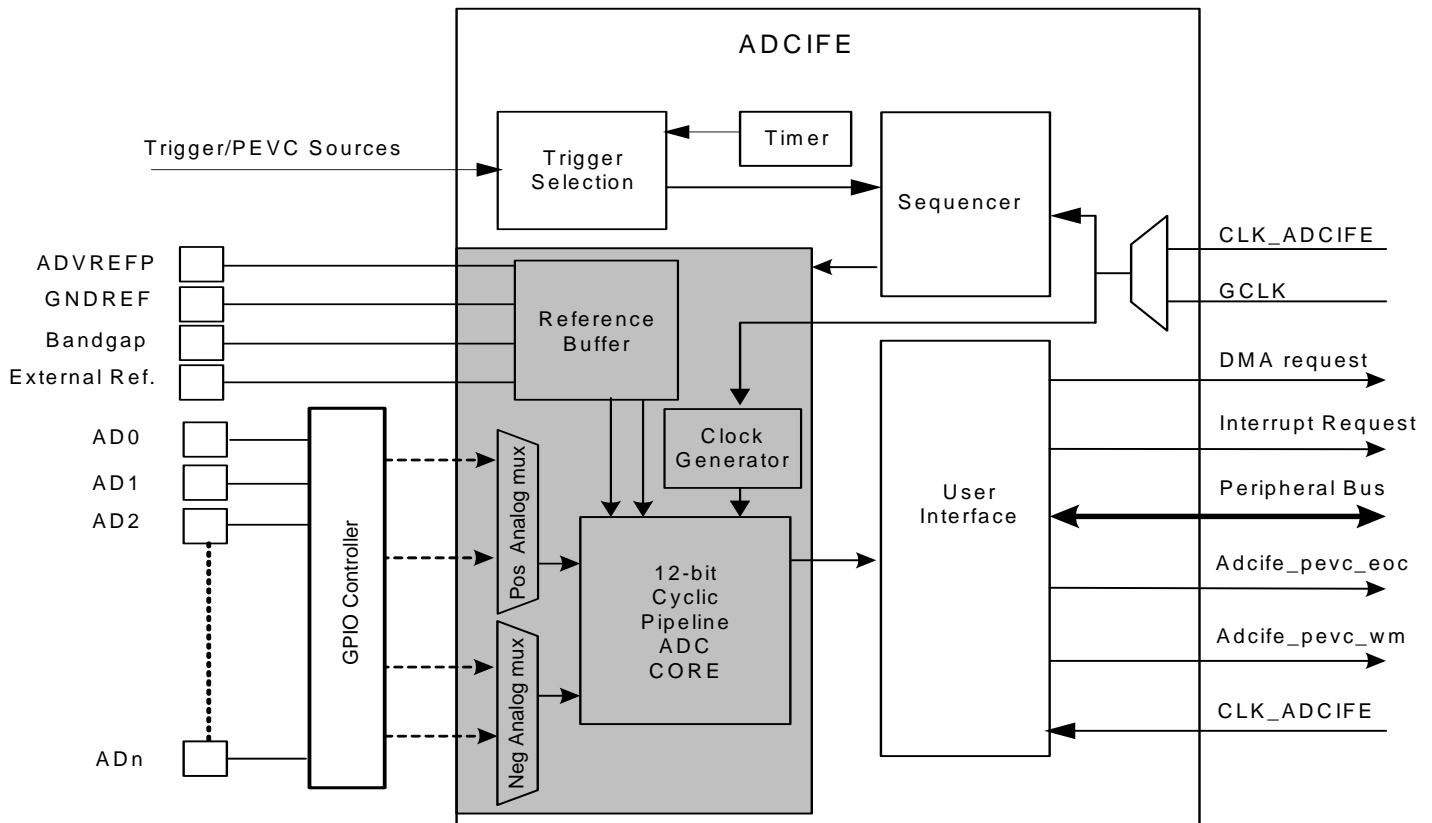 ADCIFE
Trigger/PEVC Sources
Trigger
Selection
Timer
Sequencer
CLK_ADCIFE
GCLK
ADVREFP
GNDREF
Bandgap
External Ref.
Reference
Buffer
DMA request
Interrupt Request
Peripheral Bus
Adcife_pevc_eoc
Adcife_pevc_wm
CLK_ADCIFE
User
Interface
Clock
Generator
AD0
AD1
AD2
ADn
GPIO Controller
Pos Analog mux
Neg Analog mux
12-bit
Cyclic
Pipeline
ADC
CORE